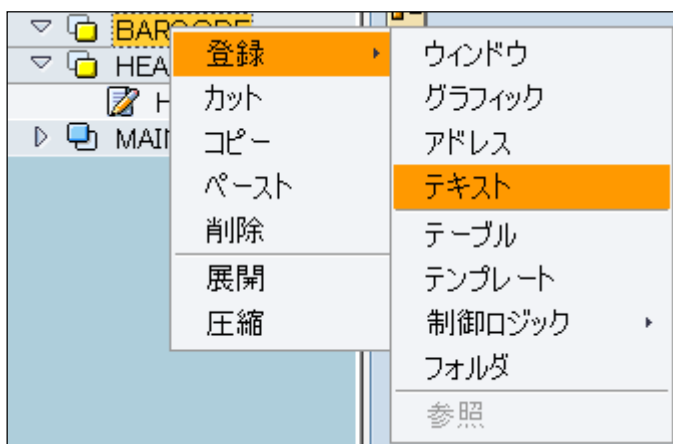 BARCODE
HEA
H
MAIN
登録
カット
コピー
ペースト
削除
展開
圧縮
ウィンドウ
グラフィック
アドレス
テキスト
テーブル
テンプレート
制御ロジック
フォルダ
参照